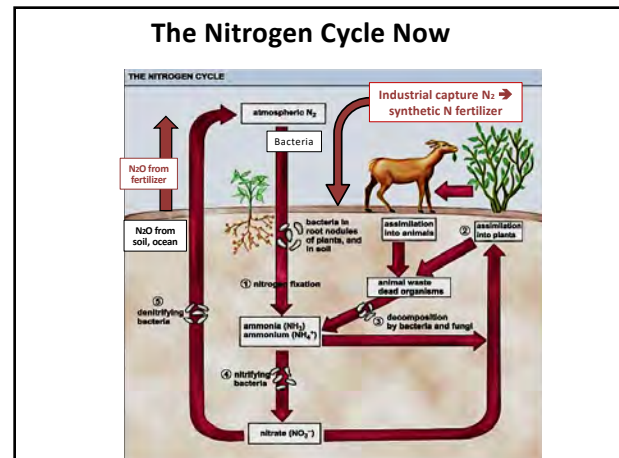 The Nitrogen Cycle Now
THE NITROGEN CYCLE
Industrial capture N₂ ➔
synthetic N fertilizer
atmospheric N₂
Bacteria
N2O from
fertilizer
N2O from
soil, ocean
bacteria in
root nodules
of plants, and
in soil
assimilation
into animals
② assimilation
into plants
① nitrogen fixation
animal waste
dead organisms
⑤
denitrifying
bacteria
③ decomposition
by bacteria and fungi
ammonia (NH₃)
ammonium (NH₄⁺)
④ nitrifying
bacteria
nitrate (NO₃⁻)